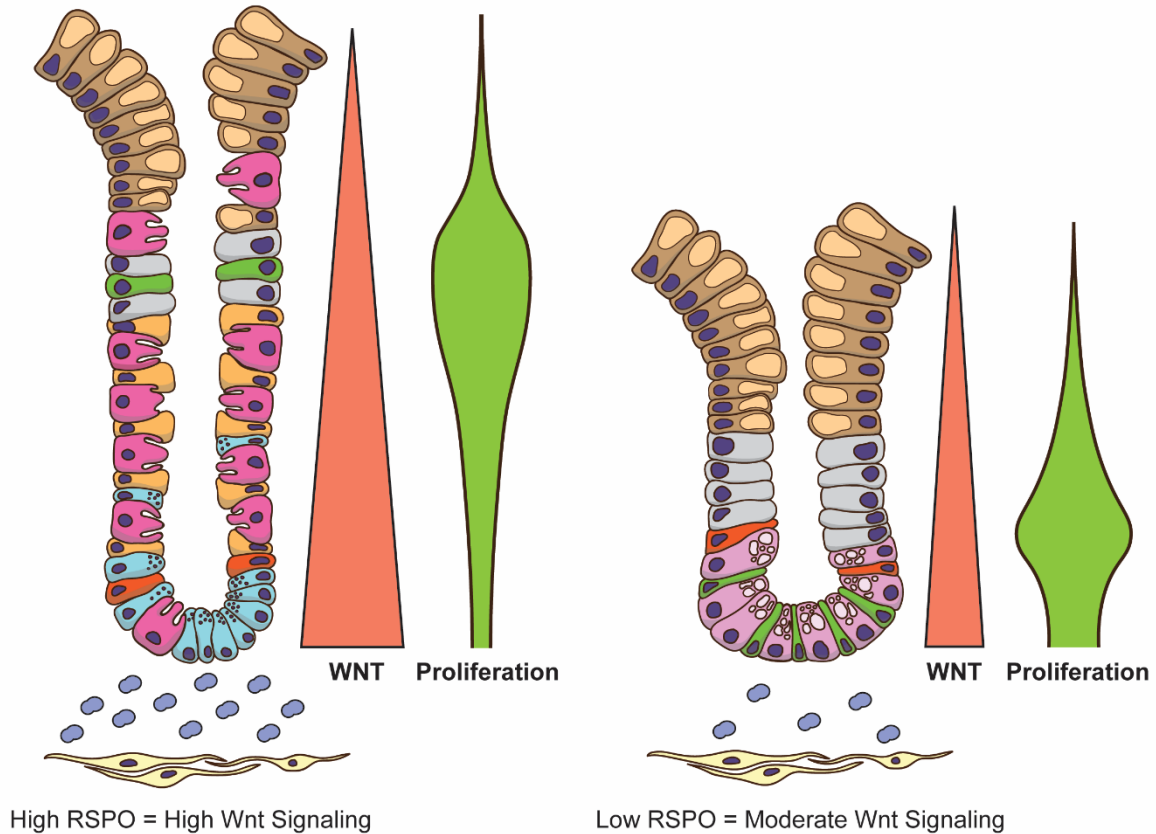 WNT Proliferation
WNT Proliferation
High RSPO = High Wnt Signaling
Low RSPO = Moderate Wnt Signaling